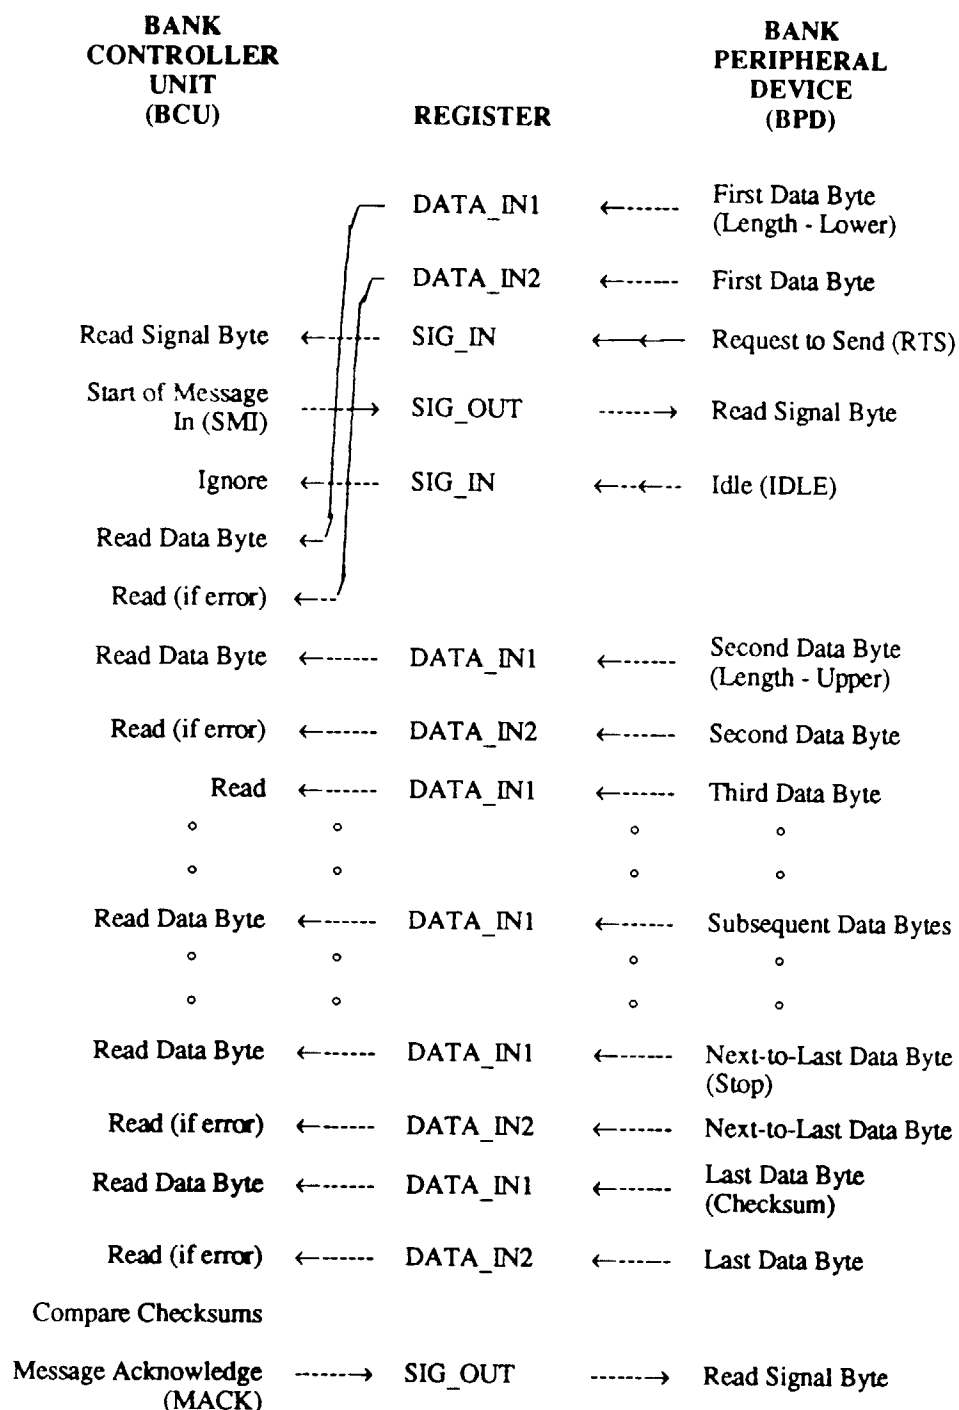 BANK
CONTROLLER
UNIT
(BCU)
REGISTER
BANK
PERIPHERAL
DEVICE
(BPD)
DATA_IN1
First Data Byte
(Length - Lower)
DATA_IN2
First Data Byte
Read Signal Byte
SIG_IN
Request to Send (RTS)
Start of Message
In (SMI)
SIG_OUT
Read Signal Byte
Ignore
SIG_IN
Idle (IDLE)
Read Data Byte
Read (if error)
Read Data Byte
DATA_IN1
Second Data Byte
(Length - Upper)
Read (if error)
DATA_IN2
Second Data Byte
Read
DATA_IN1
Third Data Byte
Read Data Byte
DATA_IN1
Subsequent Data Bytes
Read Data Byte
DATA_IN1
Next-to-Last Data Byte
(Stop)
Read (if error)
DATA_IN2
Next-to-Last Data Byte
Read Data Byte
DATA_IN1
Last Data Byte
(Checksum)
Read (if error)
DATA_IN2
Last Data Byte
Compare Checksums
Message Acknowledge
(MACK)
SIG_OUT
Read Signal Byte